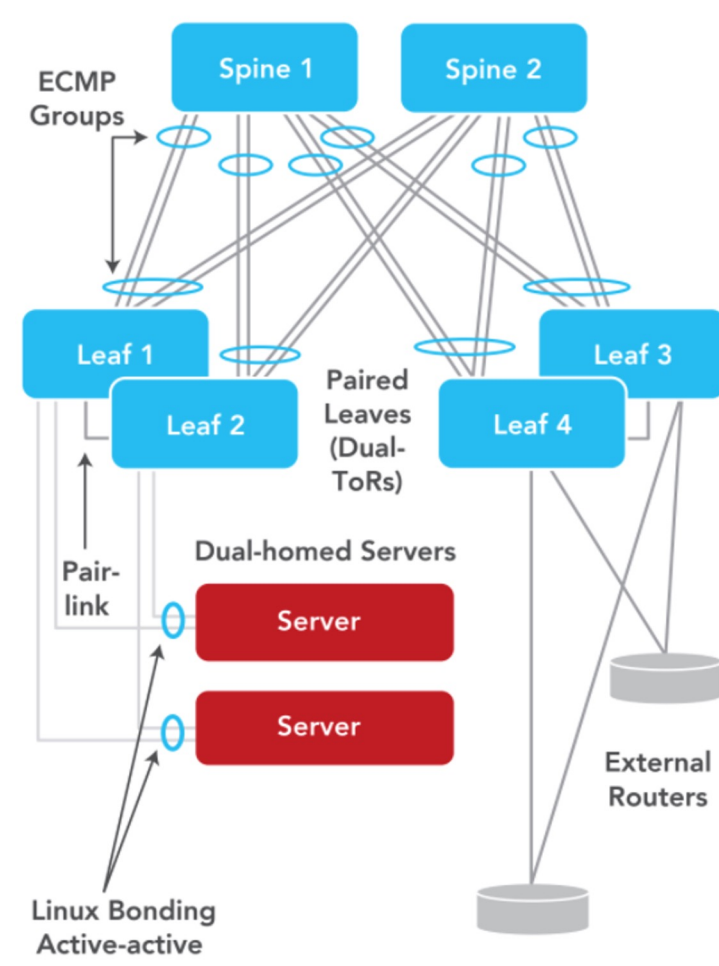 Spine 1
Spine 2
ECMP
Groups
Leaf 1
Leaf 3
Paired
Leaves
(Dual-
ToRs)
Leaf 2
Leaf 4
Dual-homed Servers
Pair-
link
Server
Server
External
Routers
Linux Bonding
Active-active